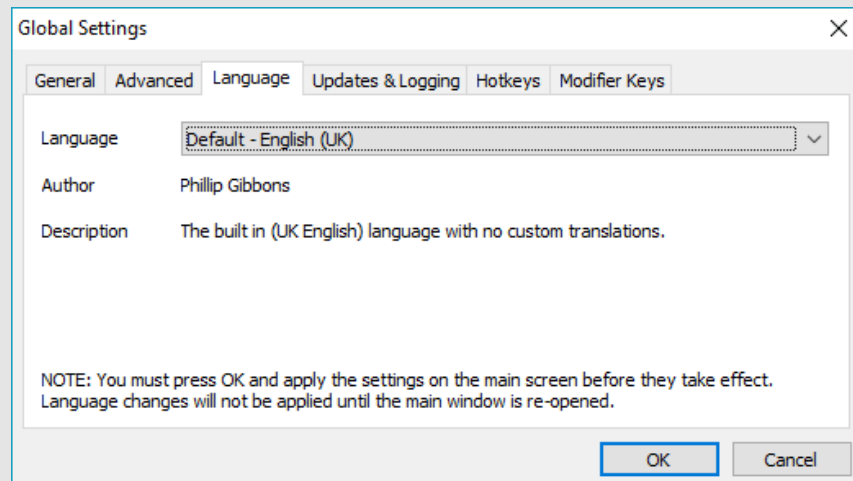 Global Settings
General Advanced Language Updates & Logging Hotkeys Modifier Keys
Language Default - English (UK)
Author Phillip Gibbons
Description The built in (UK English) language with no custom translations.
NOTE: You must press OK and apply the settings on the main screen before they take effect.
Language changes will not be applied until the main window is re-opened.
OK Cancel